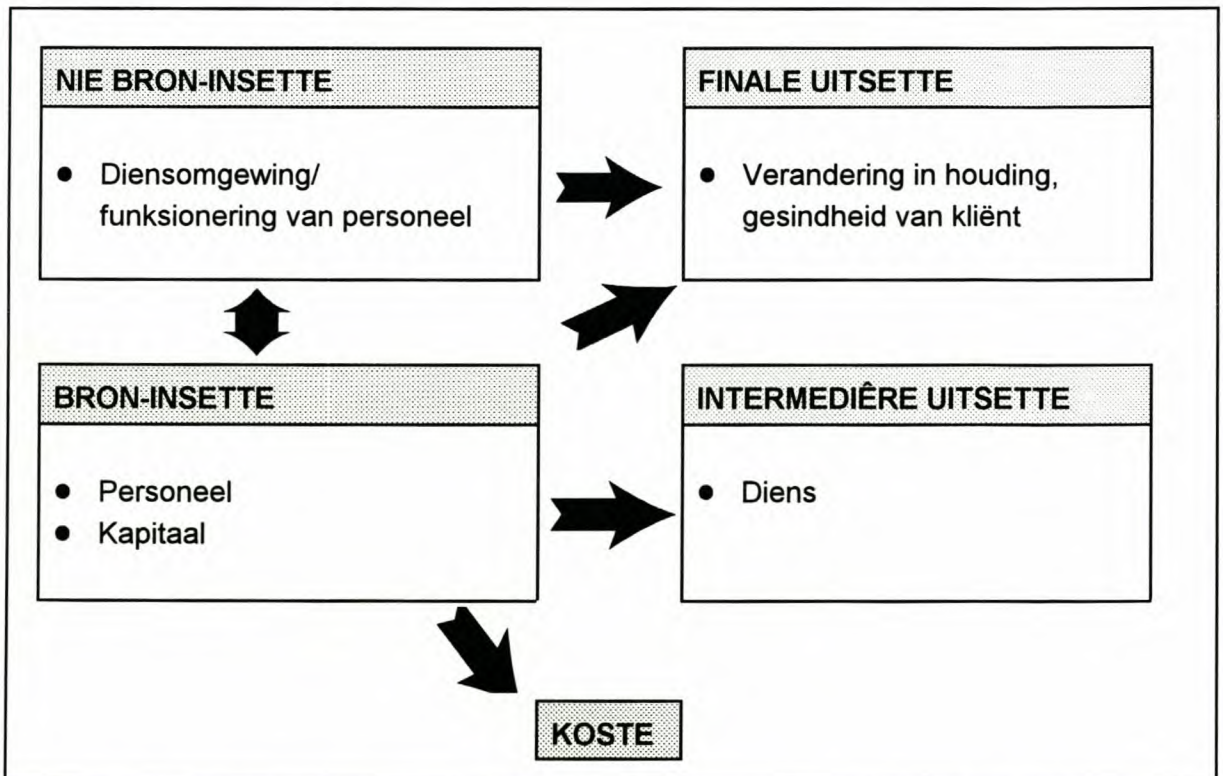 NIE BRON-INSETTE
● Diensomgewing/
funksionering van personeel
FINALE UITSETTE
● Verandering in houding,
gesindheid van kliënt
BRON-INSETTE
● Personeel
● Kapitaal
INTERMEDIÊRE UITSETTE
● Diens
KOSTE